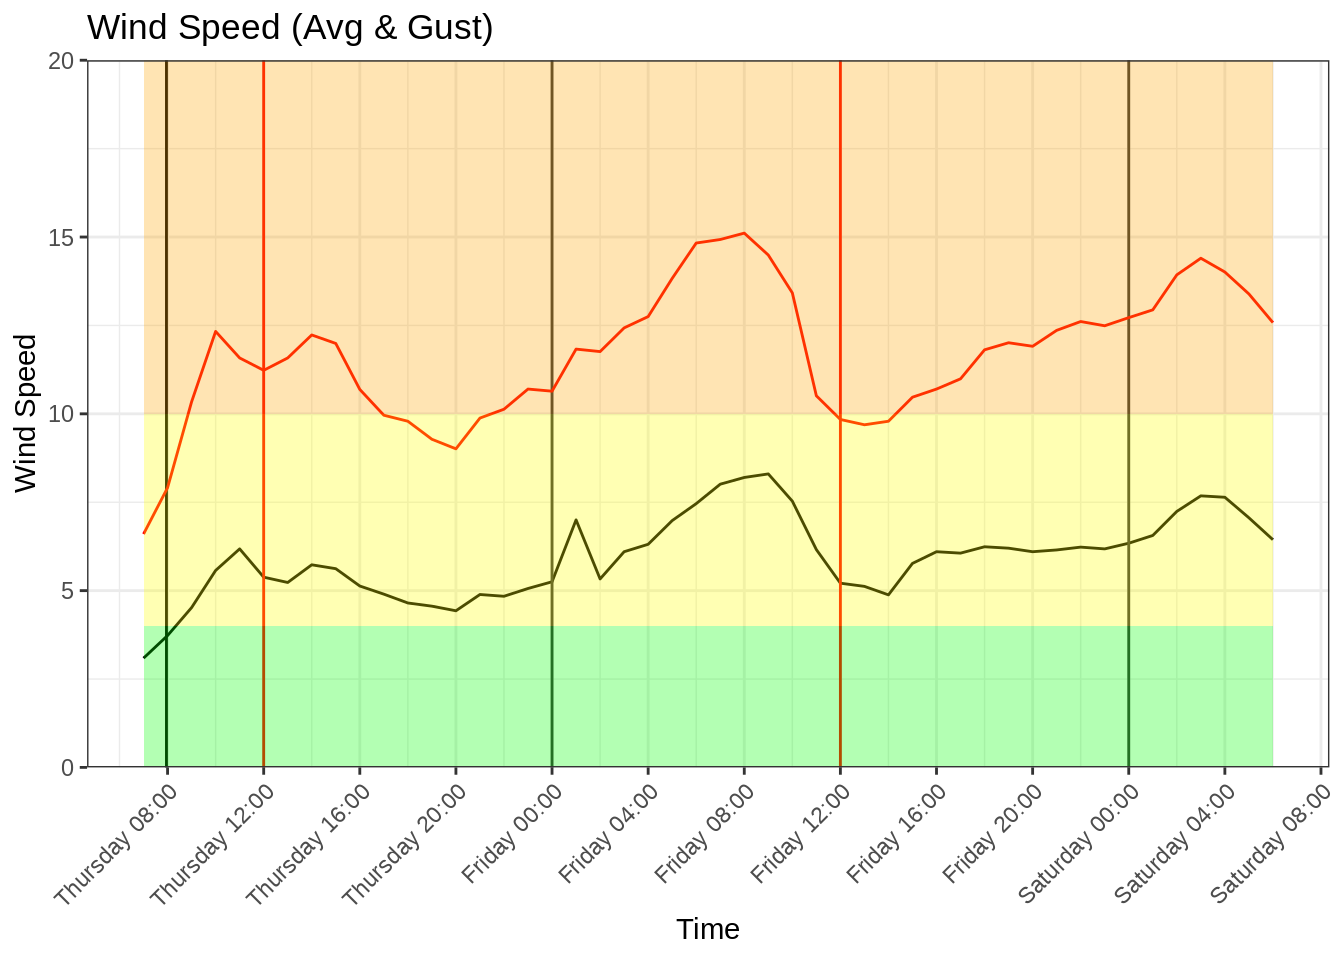 Wind Speed (Avg & Gust)
20
15
10
5
0
Wind Speed
Thursday 08:00
Thursday 12:00
Thursday 16:00
Thursday 20:00
Friday 00:00
Friday 04:00
Friday 08:00
Friday 12:00
Friday 16:00
Friday 20:00
Saturday 00:00
Saturday 04:00
Saturday 08:00
Time